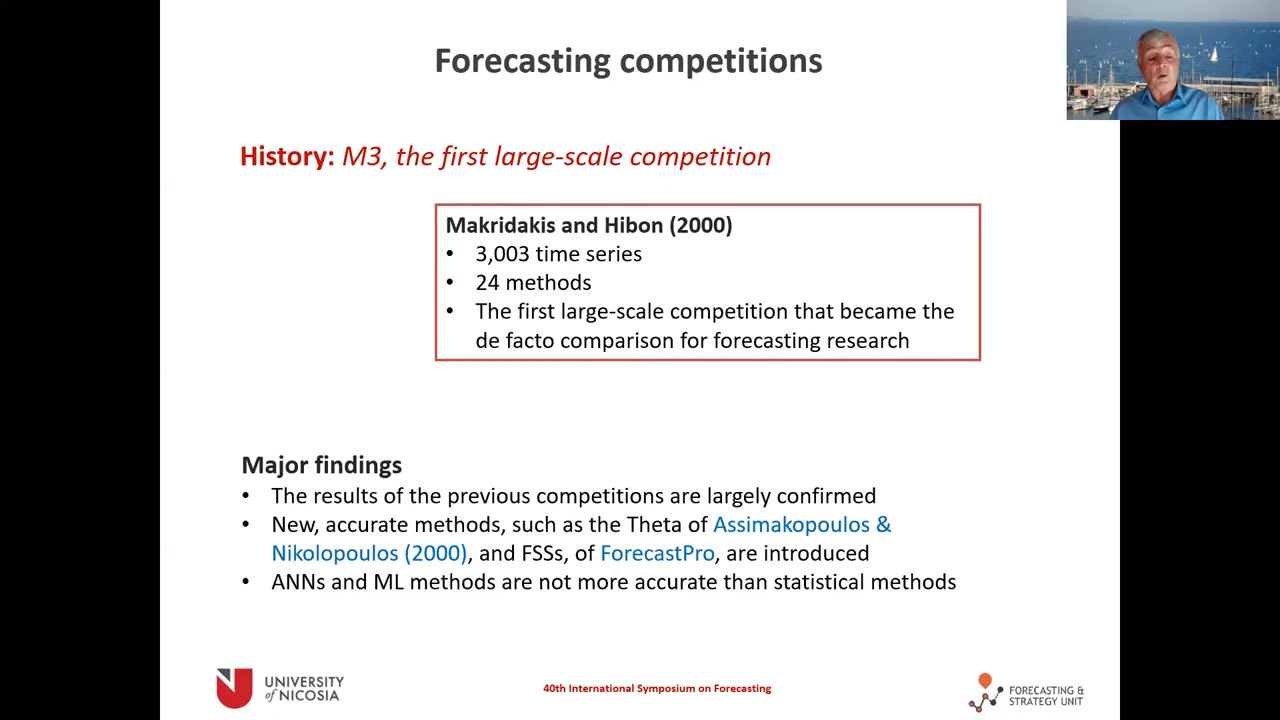 Forecasting competitions
History: M3, the first large-scale competition
Makridakis and Hibon (2000)
• 3,003 time series
• 24 methods
• The first large-scale competition that became the
de facto comparison for forecasting research
Major findings
• The results of the previous competitions are largely confirmed
• New, accurate methods, such as the Theta of Assimakopoulos &
Nikolopoulos (2000), and FSSs, of ForecastPro, are introduced
• ANNs and ML methods are not more accurate than statistical methods
UNIVERSITY
of NICOSIA
40th International Symposium on Forecasting
FORECASTING &
STRATEGY UNIT